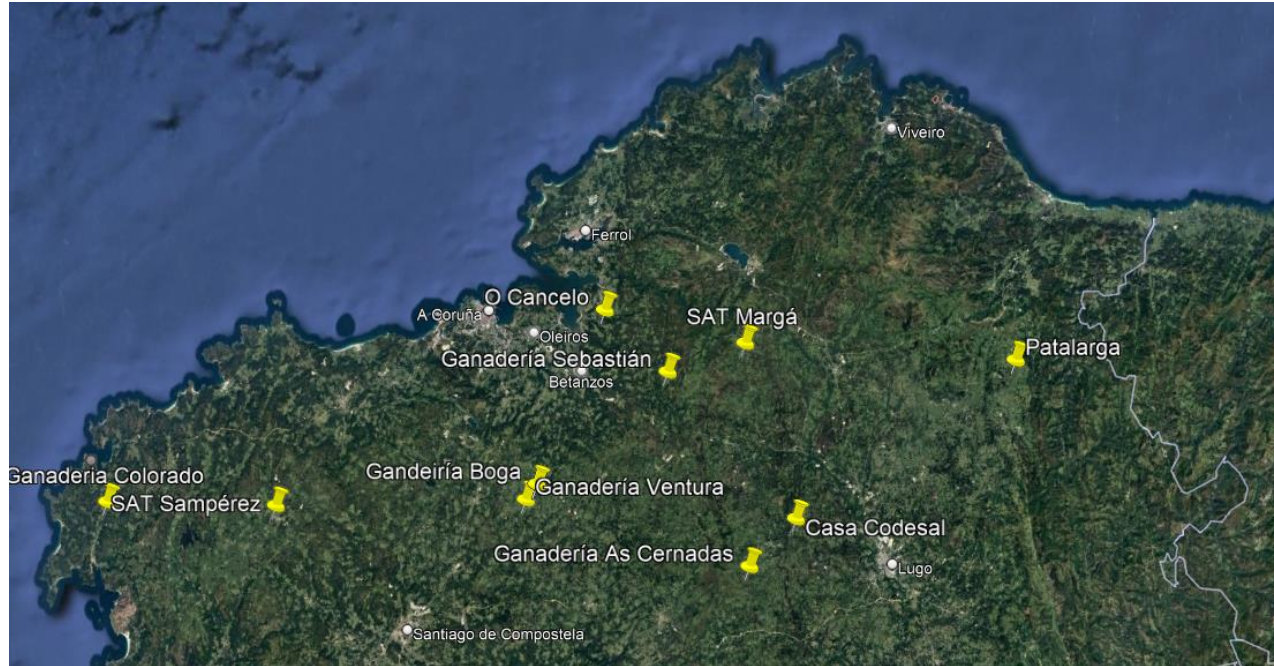 Viveiro
Ferrol
O Cancelo
A Coruña
SAT Margá
Oleiros
Patalarga
Ganadería Sebastián
Betanzos
Gandeiría Boga
Ganaderia Colorado
Ganadería Ventura
SAT Sampérez
Casa Codesal
Ganadería As Cernadas
Lugo
Santiago de Compostela